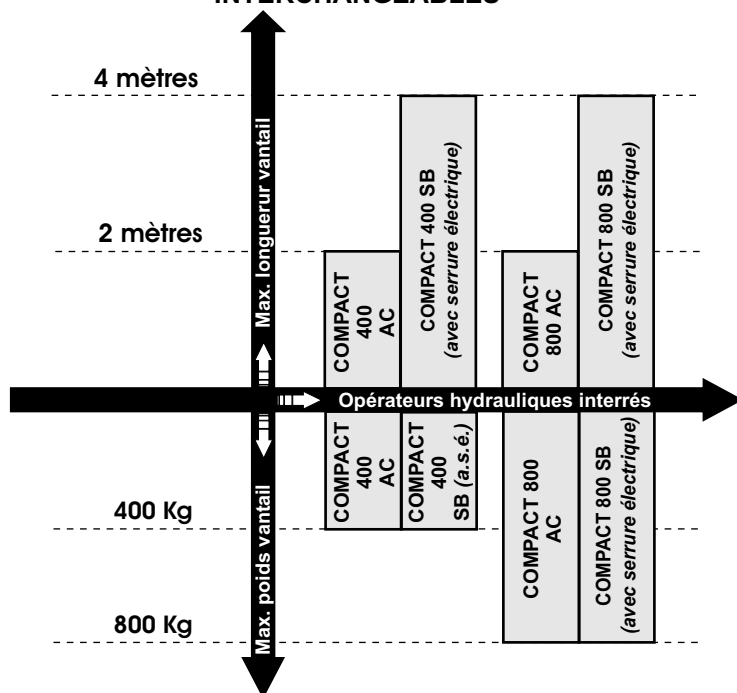 INTERCHANGEABLES
4 mètres
2 mètres
Max. longuerur vantail
COMPACT
400
AC
COMPACT 400 SB
(avec serrure électrique)
COMPACT
800 AC
COMPACT 800 SB
(avec serrure électrique)
Opérateurs hydrauliques interrés
COMPACT
400
AC
COMPACT
400
SB (a.s.é.)
COMPACT 800
AC
COMPACT 800 SB
(avec serrure électrique)
400 Kg
800 Kg
Max. poids vantail